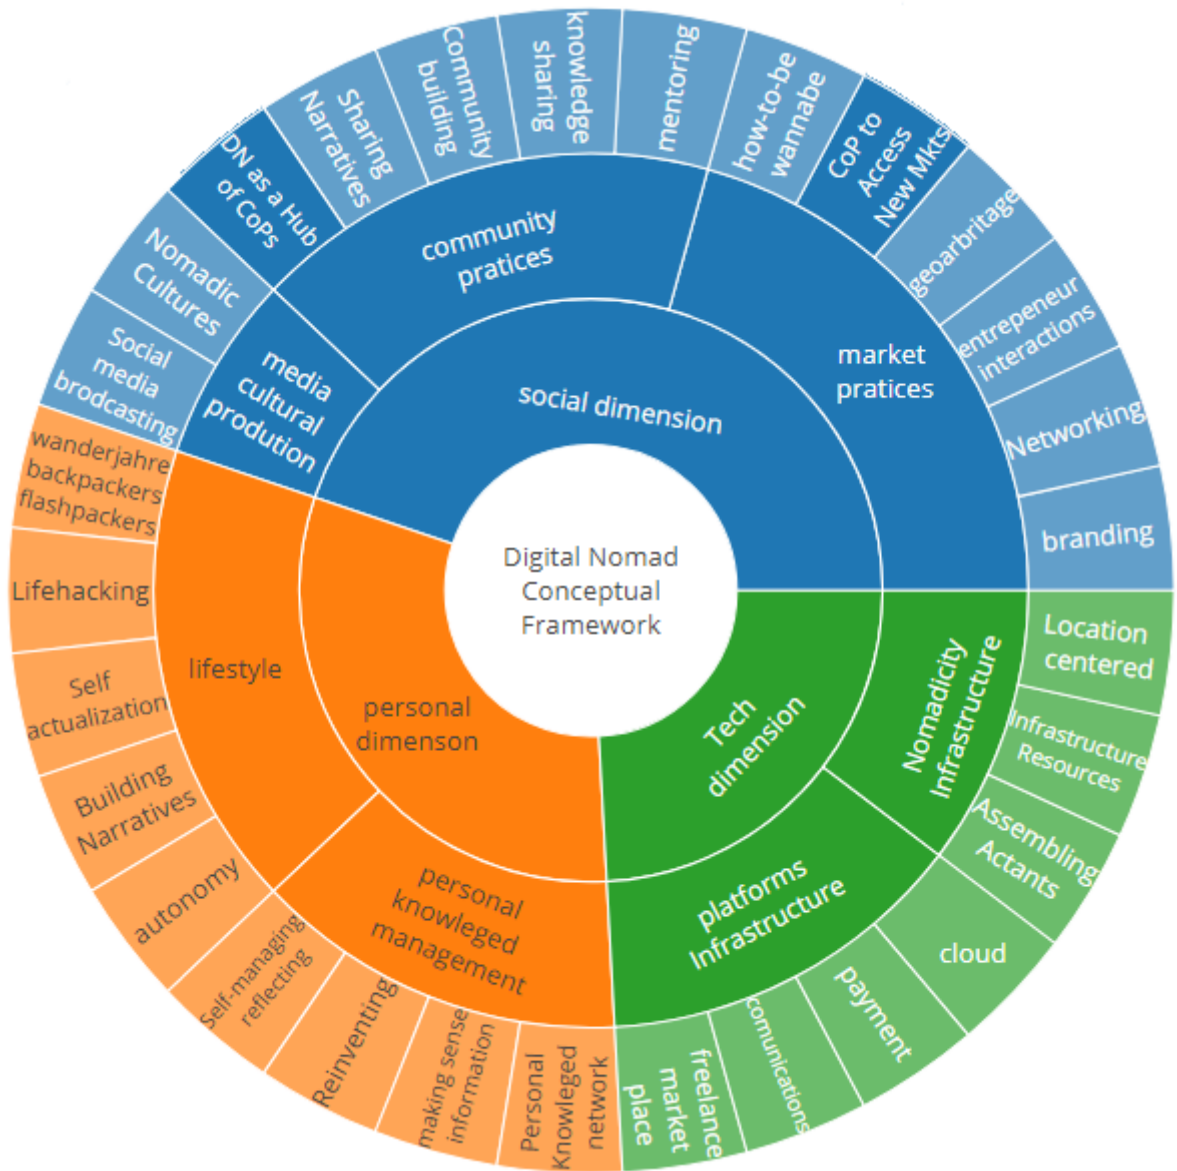 Digital Nomad
Conceptual
Framework
social dimension
community
pratices
market
pratices
media
cultural
prodution
DN as a Hub
of CoPs
Sharing
Narratives
Community
building
knowledge
sharing
mentoring
how-to-be
wannabe
CoP to
Access
New Mkts
geoarbritage
entrepeneur
interactions
Networking
branding
Nomadic
Cultures
Social
media
brodcasting
Tech
dimension
Nomadicity
Infrastructure
platforms
Infrastructure
Location
centered
Infrastructure
Resources
Assembling
Actants
cloud
payment
comunications
freelance
market
place
personal
dimenson
lifestyle
personal
knowleged
management
wanderjahre
backpackers
flashpackers
Lifehacking
Self
actualization
Building
Narratives
autonomy
Self-managing
reflecting
Reinventing
making sense
information
Personal
Knowleged
network